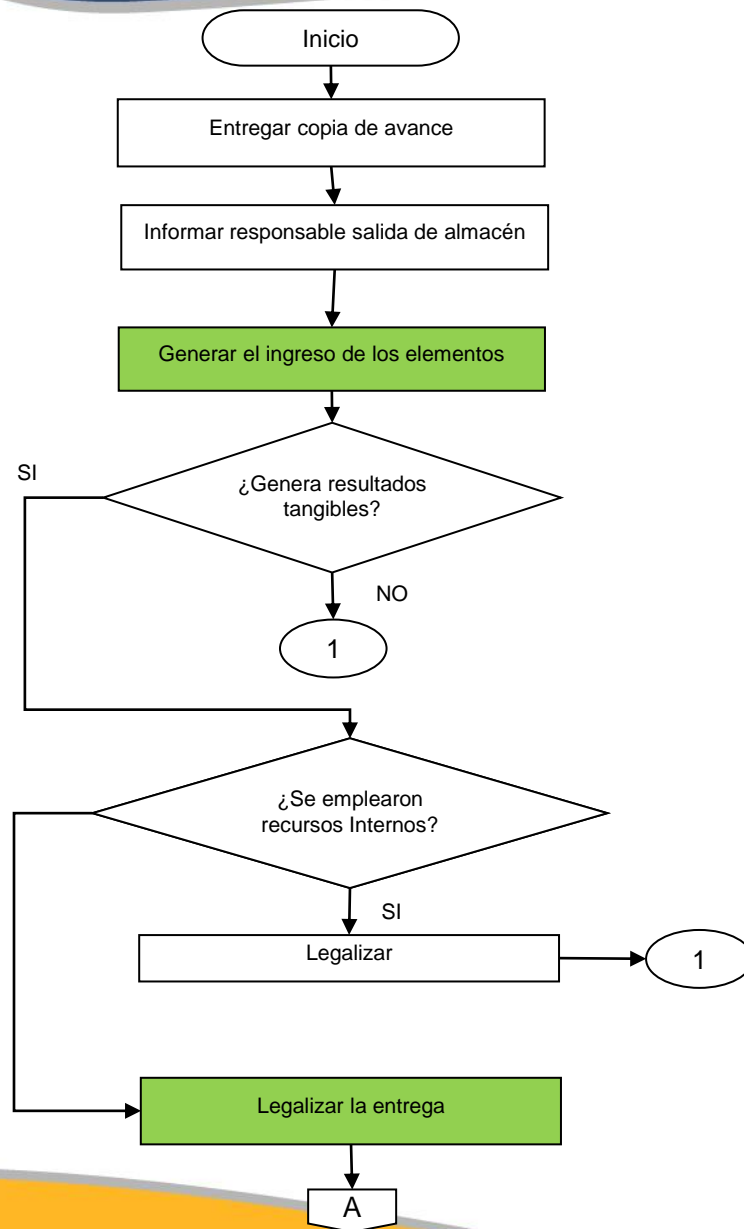 Inicio
Entregar copia de avance
Informar responsable salida de almacén
Generar el ingreso de los elementos
SI
¿Genera resultados
tangibles?
NO
1
¿Se emplearon
recursos Internos?
SI
Legalizar
1
Legalizar la entrega
A